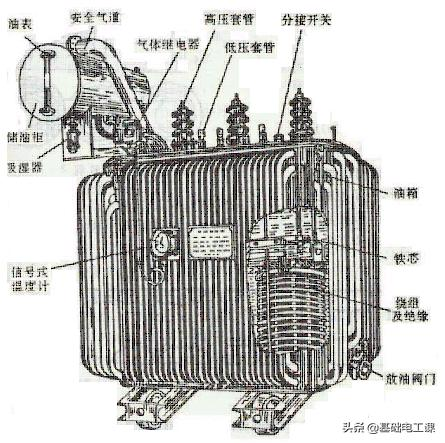 油表
安全气道
气体继电器
高压套管
低压套管
分接开关
储油柜
吸湿器
油箱
铁芯
信号式
温度计
绕组
及绝缘
放油阀门
头条 @基础电工课